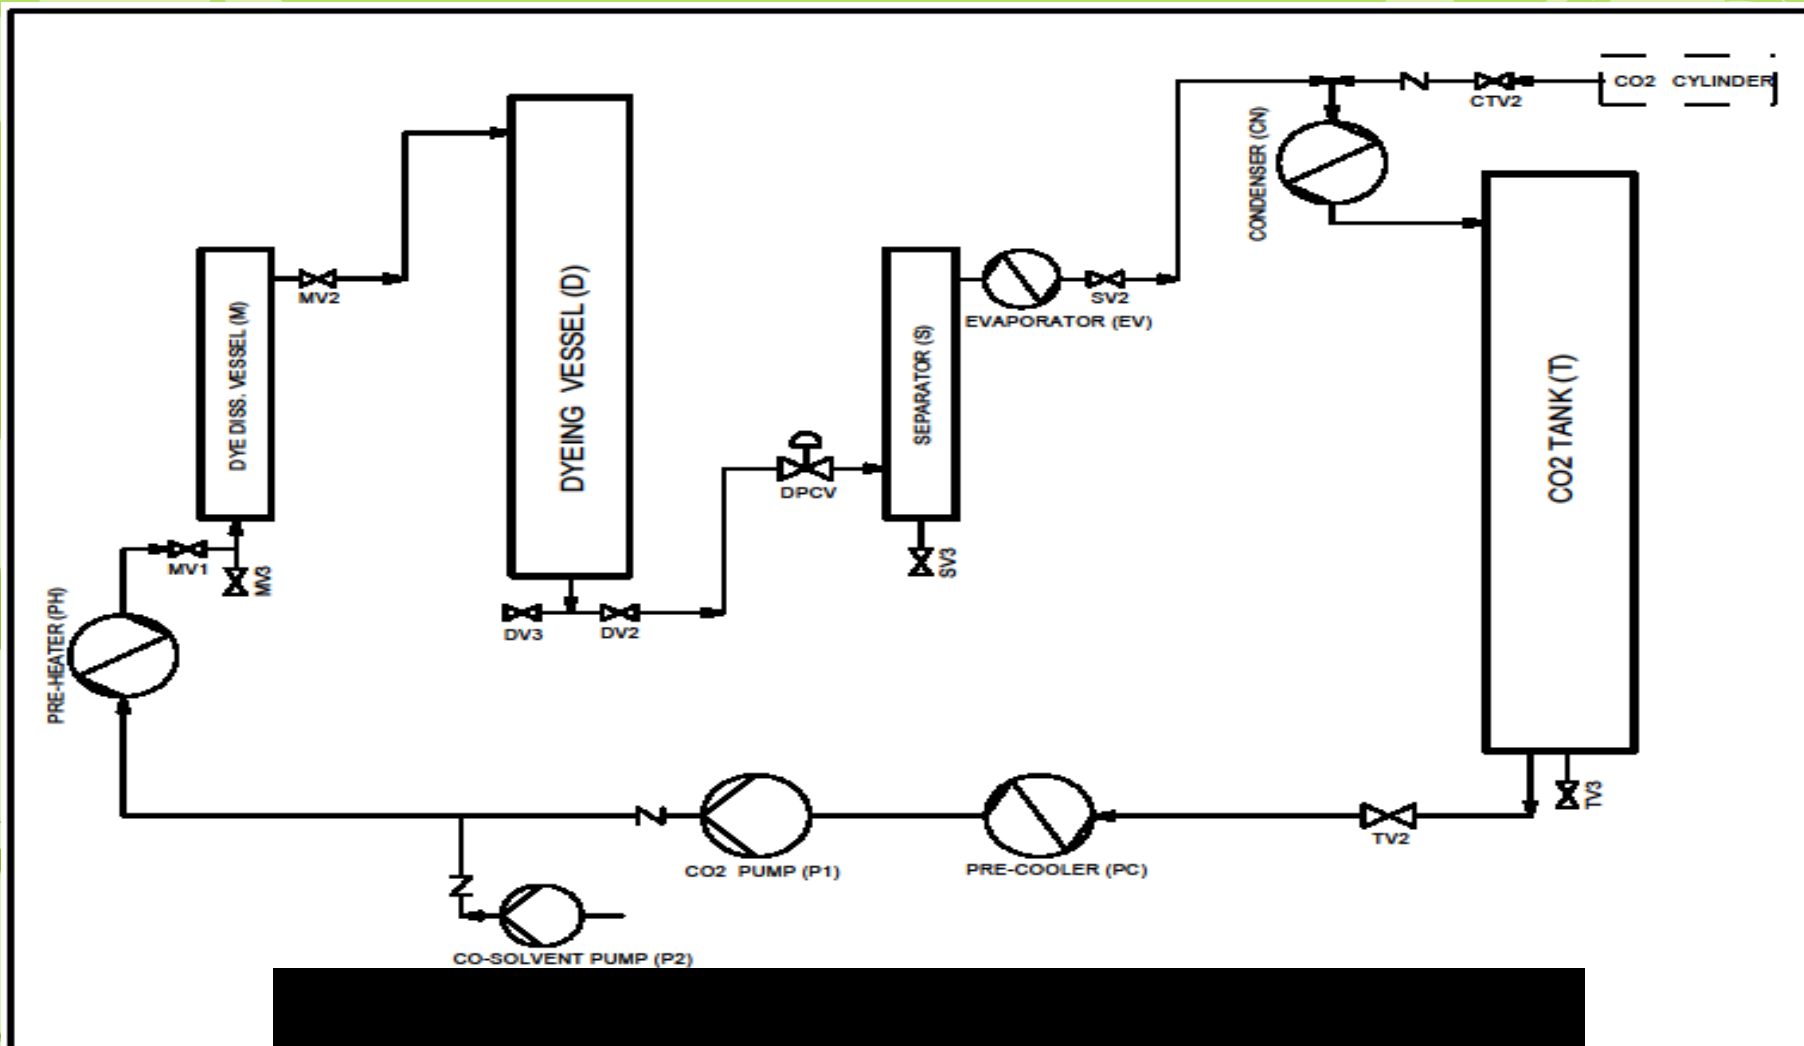 CO2 CYLINDER
CTV2
CONDENSER (CN)
MV2
DYE DISS. VESSEL (M)
DYEING VESSEL (D)
SEPARATOR (S)
SV2
EVAPORATOR (EV)
CO2 TANK (T)
DPCV
MV1
MV3
SV3
DV3
DV2
PRE-HEATER (PH)
TV3
TV2
CO2 PUMP (P1)
PRE-COOLER (PC)
CO-SOLVENT PUMP (P2)